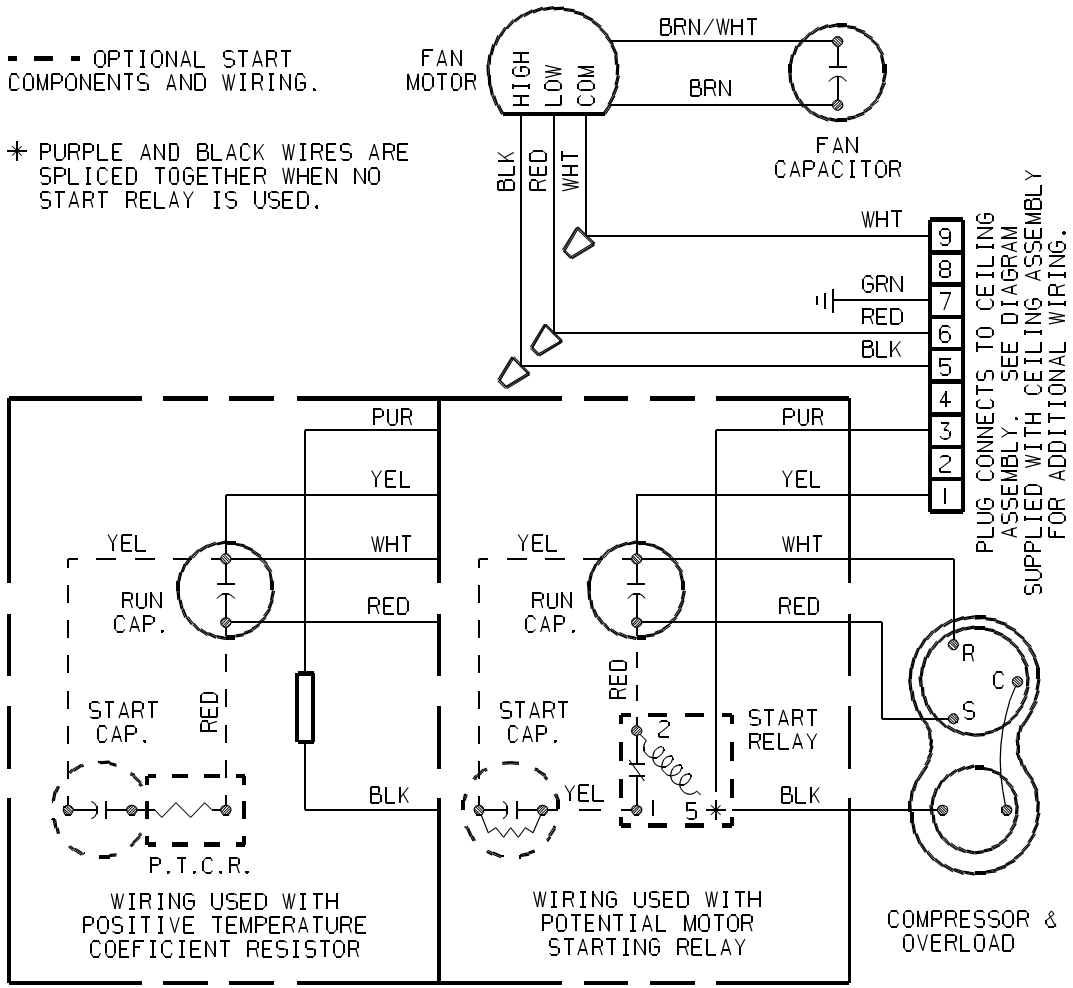 OPTIONAL START
COMPONENTS AND WIRING.
* PURPLE AND BLACK WIRES ARE
SPLICED TOGETHER WHEN NO
START RELAY IS USED.
FAN
MOTOR
HIGH
LOW
COM
BRN/WHT
BRN
FAN
CAPACITOR
BLK
RED
WHT
WHT
GRN
RED
BLK
9
8
7
6
5
4
3
2
1
PLUG CONNECTS TO CEILING
ASSEMBLY. SEE DIAGRAM
SUPPLIED WITH CEILING ASSEMBLY
FOR ADDITIONAL WIRING.
PUR
YEL
YEL
WHT
RUN
CAP.
RED
RED
START
CAP.
BLK
P.T.C.R.
WIRING USED WITH
POSITIVE TEMPERATURE
COEFICIENT RESISTOR
PUR
YEL
YEL
WHT
RUN
CAP.
RED
RED
START
CAP.
START
RELAY
2
YEL
1
5 *
BLK
WIRING USED WITH
POTENTIAL MOTOR
STARTING RELAY
R
C
S
COMPRESSOR &
OVERLOAD